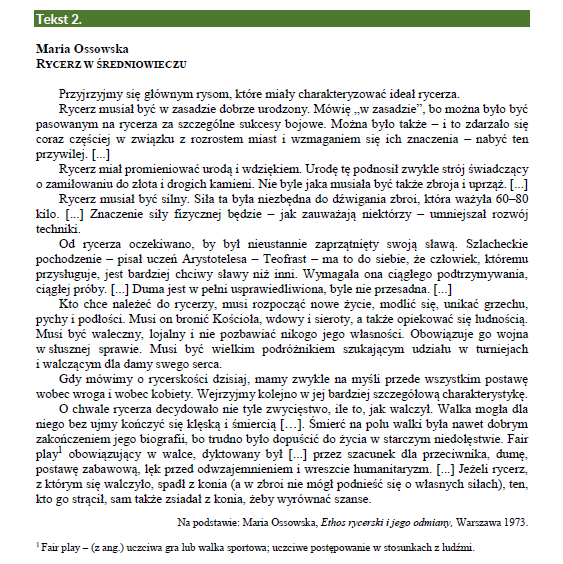 Tekst 2.
Maria Ossowska
RYCERZ W ŚREDNIOWIECZU
Przyjrzyjmy się głównym rysom, które miały charakteryzować ideał rycerza.
Rycerz musiał być w zasadzie dobrze urodzony. Mówię „w zasadzie”, bo można było być
pasowanym na rycerza za szczególne sukcesy bojowe. Można było także – i to zdarzało się
coraz częściej w związku z rozrostem miast i wzmaganiem się ich znaczenia – nabyć ten
przywilej. [...]
Rycerz miał promieniować urodą i wdziękiem. Urodę tę podnosił zwykle strój świadczący
o zamiłowaniu do złota i drogich kamieni. Nie byle jaka musiała być także zbroja i uprząż. [...]
Rycerz musiał być silny. Siła ta była niezbędna do dźwigania zbroi, która ważyła 60–80
kilo. [...] Znaczenie siły fizycznej będzie – jak zauważają niektórzy – umniejszał rozwój
techniki.
Od rycerza oczekiwano, by był nieustannie zaprzątnięty swoją sławą. Szlacheckie
pochodzenie – pisał uczeń Arystotelesa – Teofrast – ma to do siebie, że człowiek, któremu
przysługuje, jest bardziej chciwy sławy niż inni. Wymagała ona ciągłego podtrzymywania,
ciągłej próby. [...] Duma jest w pełni usprawiedliwiona, byle nie przesadna. [...]
Kto chce należeć do rycerzy, musi rozpocząć nowe życie, modlić się, unikać grzechu,
pychy i podłości. Musi on bronić Kościoła, wdowy i sieroty, a także opiekować się ludnością.
Musi być waleczny, lojalny i nie pozbawiać nikogo jego własności. Obowiązuje go wojna
w słusznej sprawie. Musi być wielkim podróżnikiem szukającym udziału w turniejach
i walczącym dla damy swego serca.
Gdy mówimy o rycerskości dzisiaj, mamy zwykle na myśli przede wszystkim postawę
wobec wroga i wobec kobiety. Wejrzyjmy kolejno w jej bardziej szczegółową charakterystykę.
O chwale rycerza decydowało nie tyle zwycięstwo, ile to, jak walczył. Walka mogła dla
niego bez ujmy kończyć się klęską i śmiercią [...]. Śmierć na polu walki była nawet dobrym
zakończeniem jego biografii, bo trudno było dopuścić do życia w starczym niedołęstwie. Fair
play¹ obowiązujący w walce, dyktowany był [...] przez szacunek dla przeciwnika, dumę,
postawę zabawową, lęk przed odwzajemnieniem i wreszcie humanitaryzm. [...] Jeżeli rycerz,
z którym się walczyło, spadł z konia (a w zbroi nie mógł podnieść się o własnych siłach), ten,
kto go strącił, sam także zsiadał z konia, żeby wyrównać szanse.
Na podstawie: Maria Ossowska, Ethos rycerski i jego odmiany, Warszawa 1973.
¹ Fair play – (z ang.) uczciwa gra lub walka sportowa; uczciwe postępowanie w stosunkach z ludźmi.